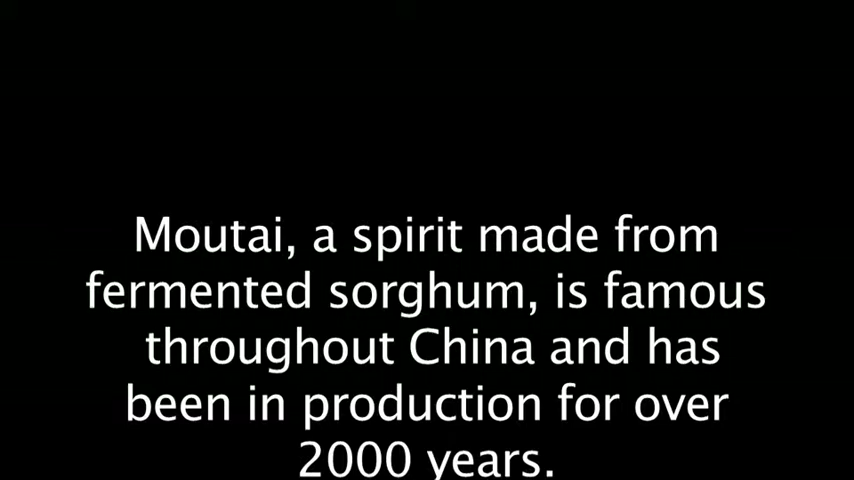 Moutai, a spirit made from
fermented sorghum, is famous
throughout China and has
been in production for over
2000 years.